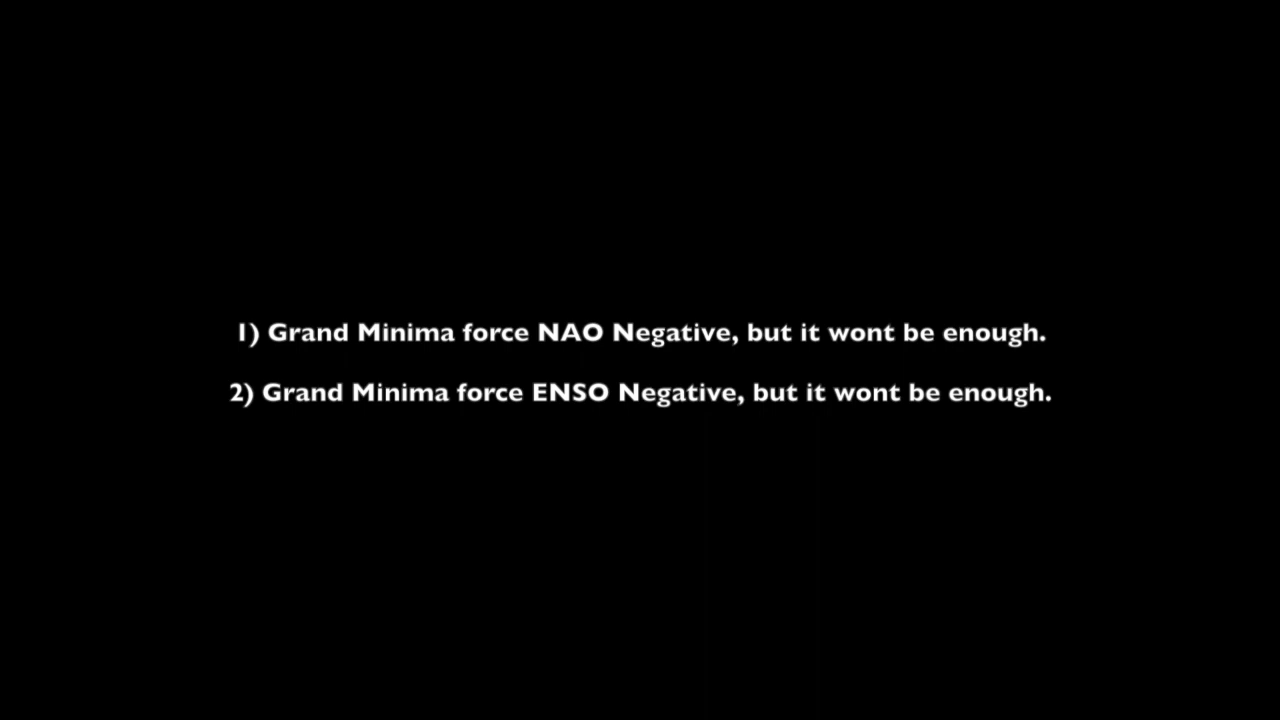 1) Grand Minima force NAO Negative, but it wont be enough.
2) Grand Minima force ENSO Negative, but it wont be enough.